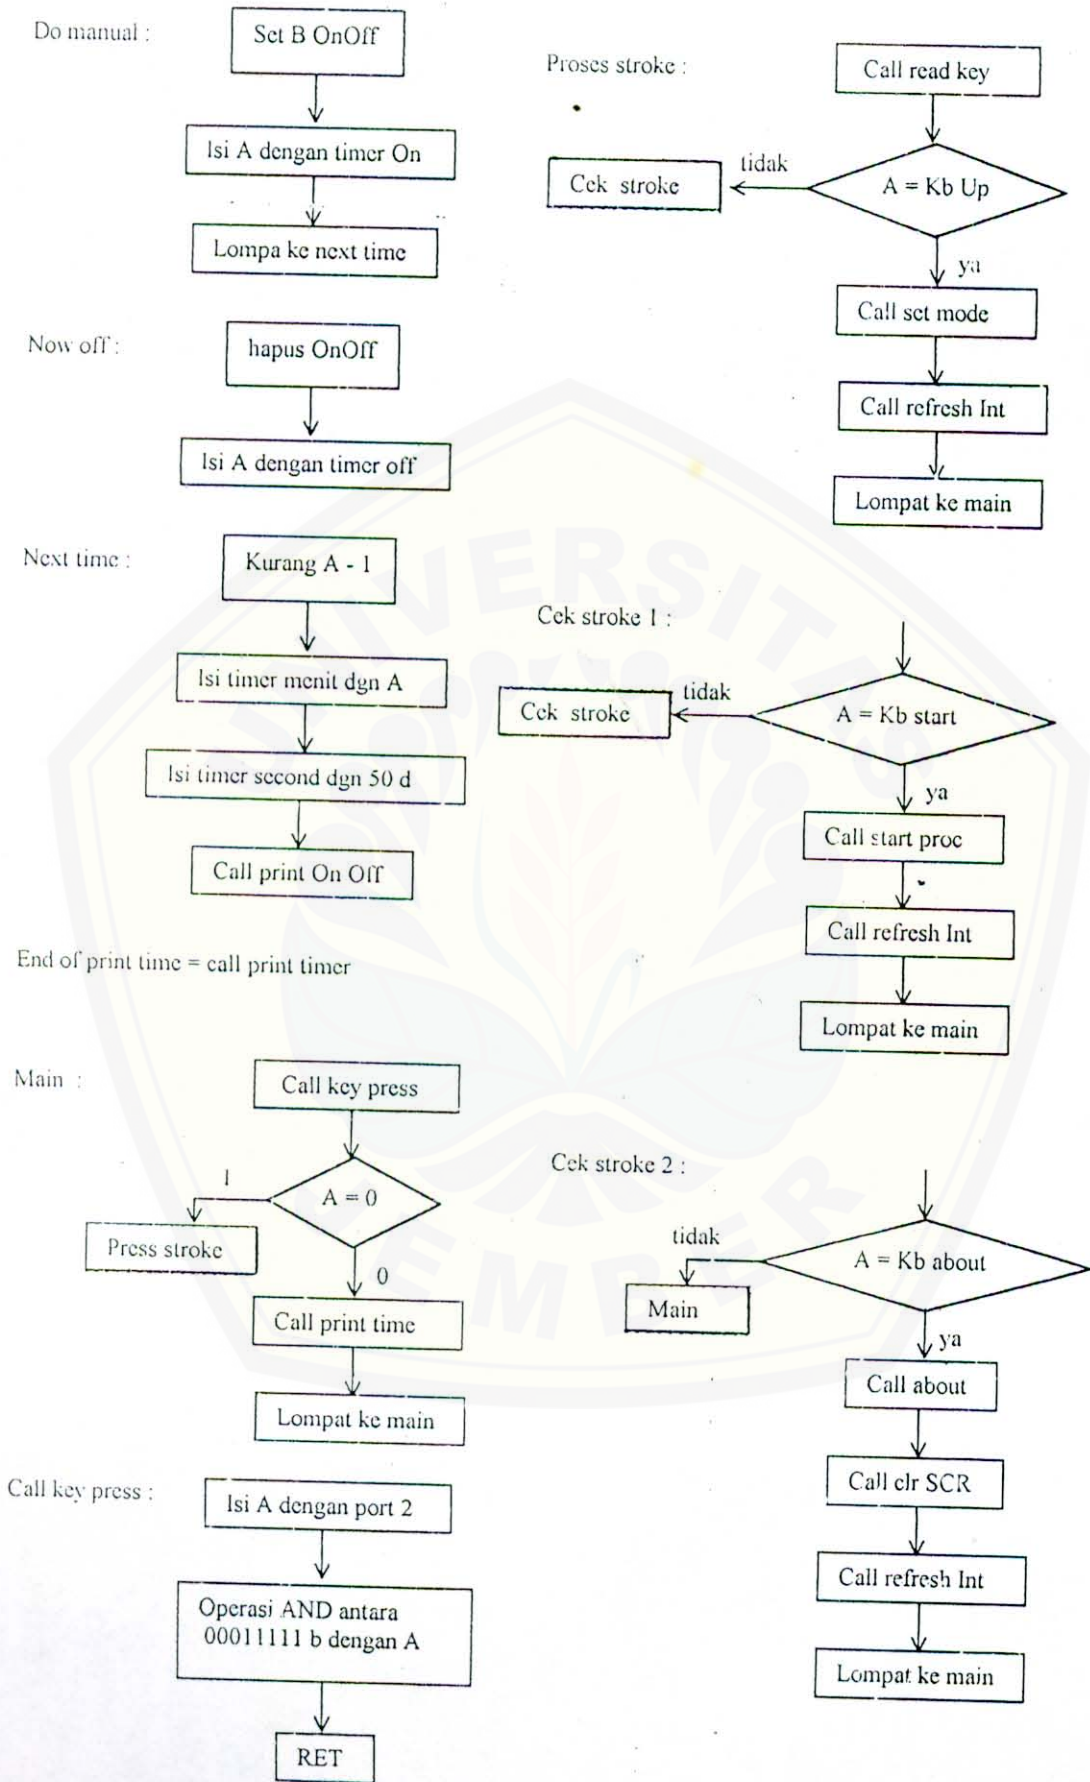 Do manual :
Set B OnOff
Isi A dengan timer On
Lompa ke next time
Now off :
hapus OnOff
Isi A dengan timer off
Next time :
Kurang A - 1
Isi timer menit dgn A
Isi timer second dgn 50 d
Call print On Off
End of print time = call print timer
Main :
Call key press
A = 0
1
Press stroke
0
Call print time
Lompat ke main
Call key press :
Isi A dengan port 2
Operasi AND antara
00011111 b dengan A
RET
Proses stroke :
Call read key
A = Kb Up
tidak
Cek stroke
ya
Call set mode
Call refresh Int
Lompat ke main
Cek stroke 1 :
A = Kb start
tidak
Cek stroke
ya
Call start proc
Call refresh Int
Lompat ke main
Cek stroke 2 :
A = Kb about
tidak
Main
ya
Call about
Call clr SCR
Call refresh Int
Lompat ke main
UNIVERSITAS
JEMBER